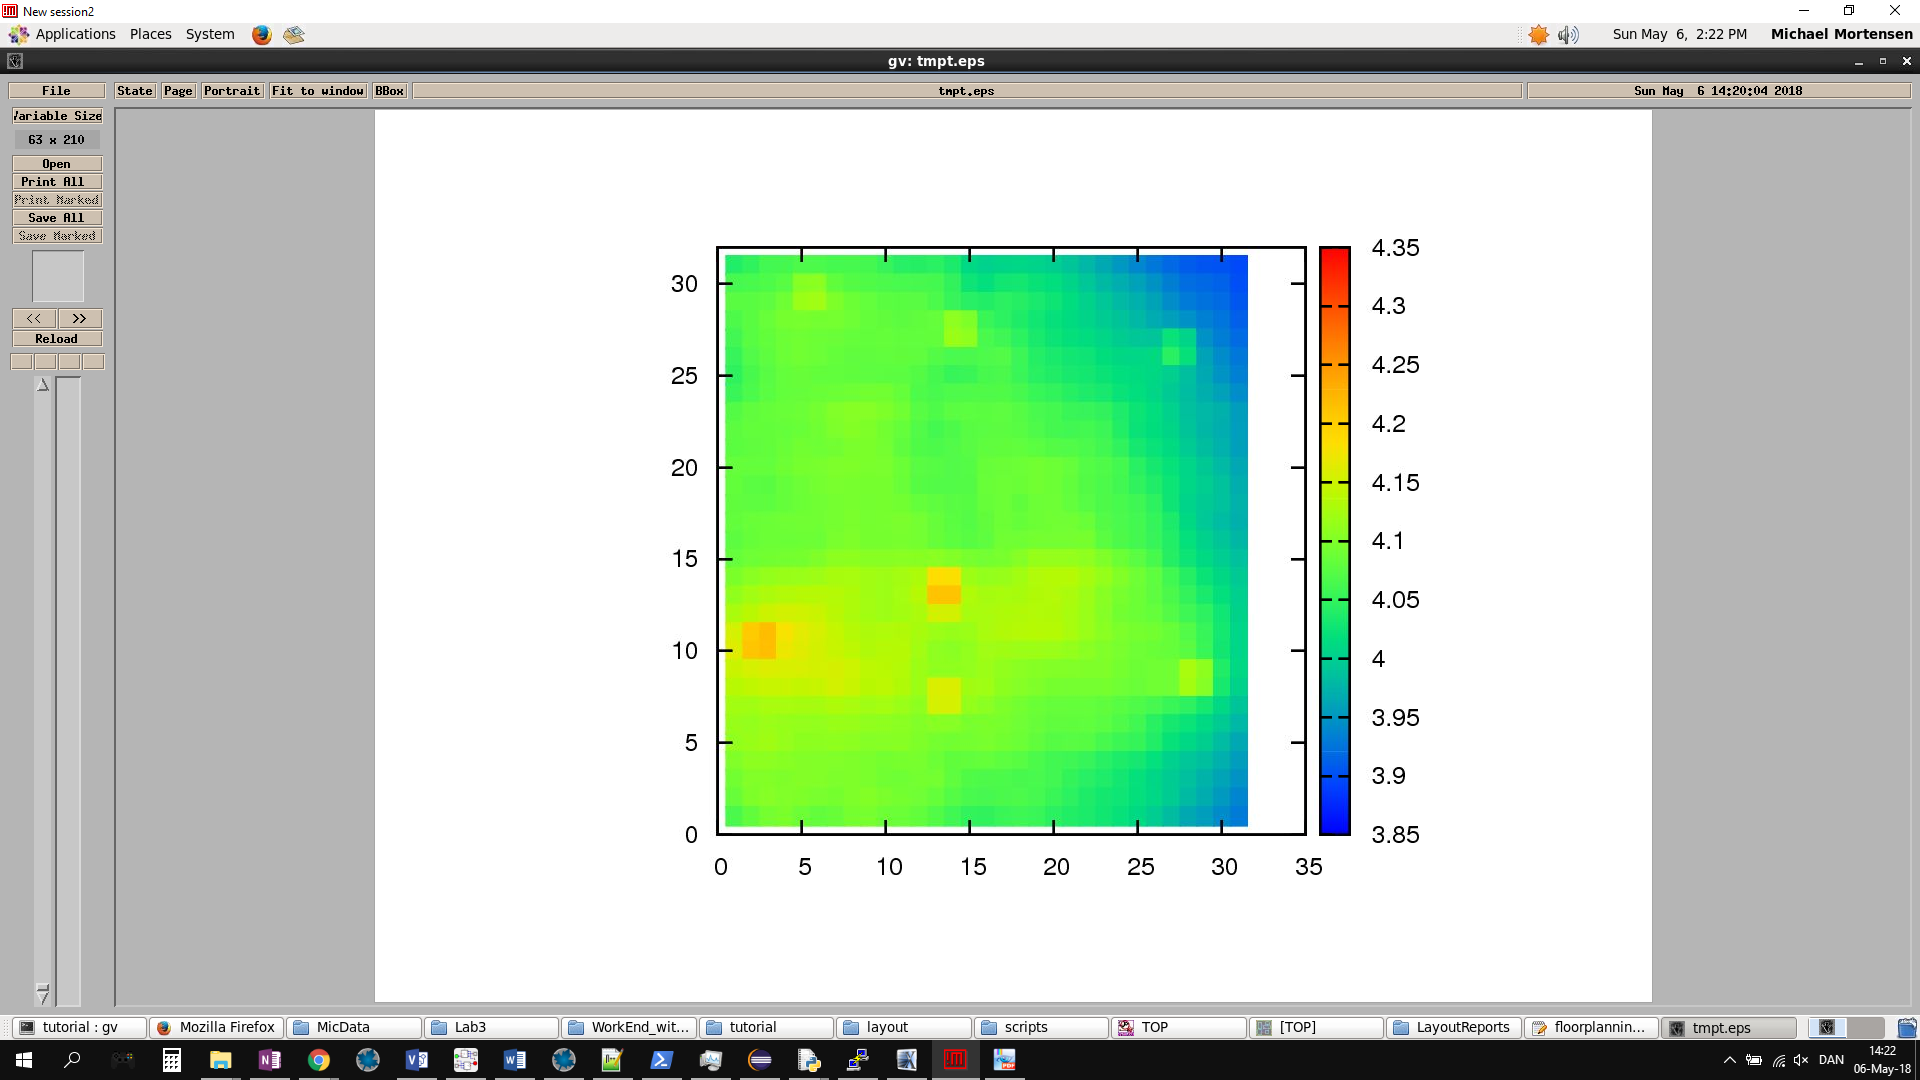 New session2
Applications Places System Sun May 6, 2:22 PM Michael Mortensen
gv: tmpt.eps
File State Page Portrait Fit to window BBox tmpt.eps Sun May 6 14:20:04 2018
Variable Size
63 x 210
Open
Print All
Print Marked
Save All
Save Marked
<< >>
Reload
30
25
20
15
10
5
0
0 5 10 15 20 25 30 35
4.35
4.3
4.25
4.2
4.15
4.1
4.05
4
3.95
3.9
3.85
tutorial : gv Mozilla Firefox MicData Lab3 WorkEnd_wit... tutorial layout scripts TOP [TOP] LayoutReports floorplannin... tmpt.eps
DAN 14:22
06-May-18